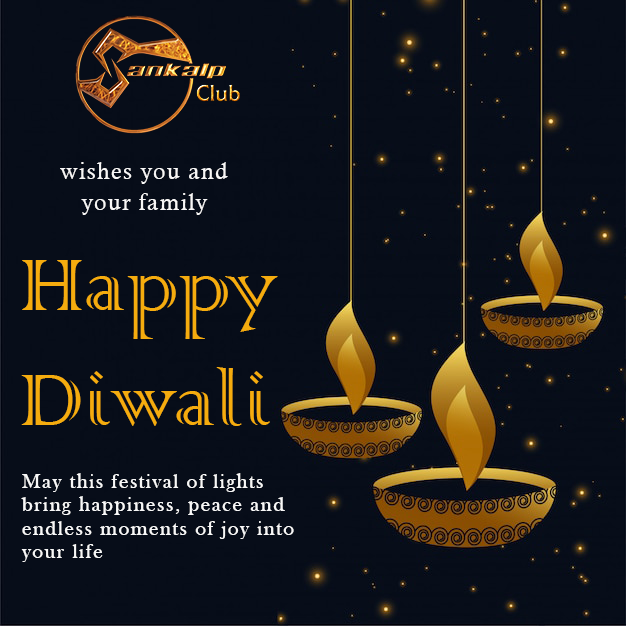 Sankalp
Club
wishes you and
your family
Happy
Diwali
May this festival of lights
bring happiness, peace and
endless moments of joy into
your life